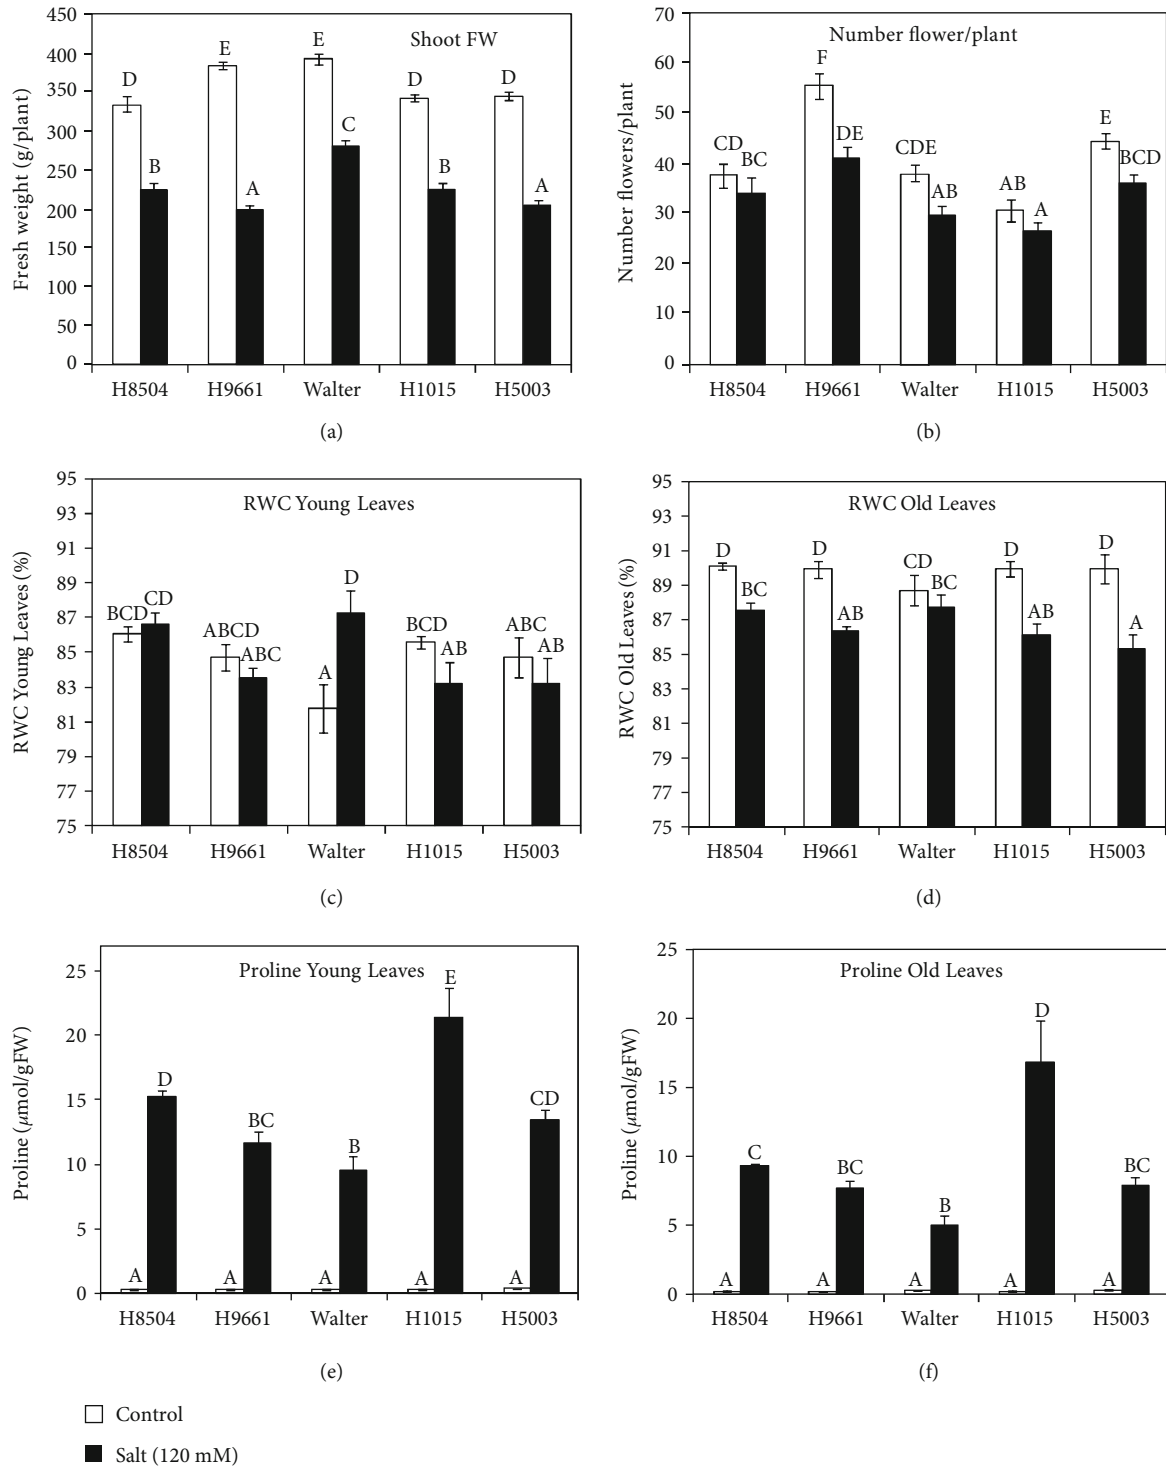 Shoot FW
Fresh weight (g/plant)
450
400
350
300
250
200
150
100
50
0
D
B
E
A
E
C
D
B
D
A
H8504 H9661 Walter H1015 H5003
(a)
Number flower/plant
Number flowers/plant
70
60
50
40
30
20
10
0
CD
BC
F
DE
CDE
AB
AB
A
E
BCD
H8504 H9661 Walter H1015 H5003
(b)
RWC Young Leaves
RWC Young Leaves (%)
95
93
91
89
87
85
83
81
79
77
75
BCD
CD
ABCD
ABC
A
D
BCD
AB
ABC
AB
H8504 H9661 Walter H1015 H5003
(c)
RWC Old Leaves
RWC Old Leaves (%)
95
93
91
89
87
85
83
81
79
77
75
D
BC
D
AB
CD
BC
D
AB
D
A
H8504 H9661 Walter H1015 H5003
(d)
Proline Young Leaves
Proline (μmol/gFW)
25
20
15
10
5
0
A
D
A
BC
A
B
A
E
A
CD
H8504 H9661 Walter H1015 H5003
(e)
Proline Old Leaves
Proline (μmol/gFW)
25
20
15
10
5
0
A
C
A
BC
A
B
A
D
A
BC
H8504 H9661 Walter H1015 H5003
(f)
Control
Salt (120 mM)